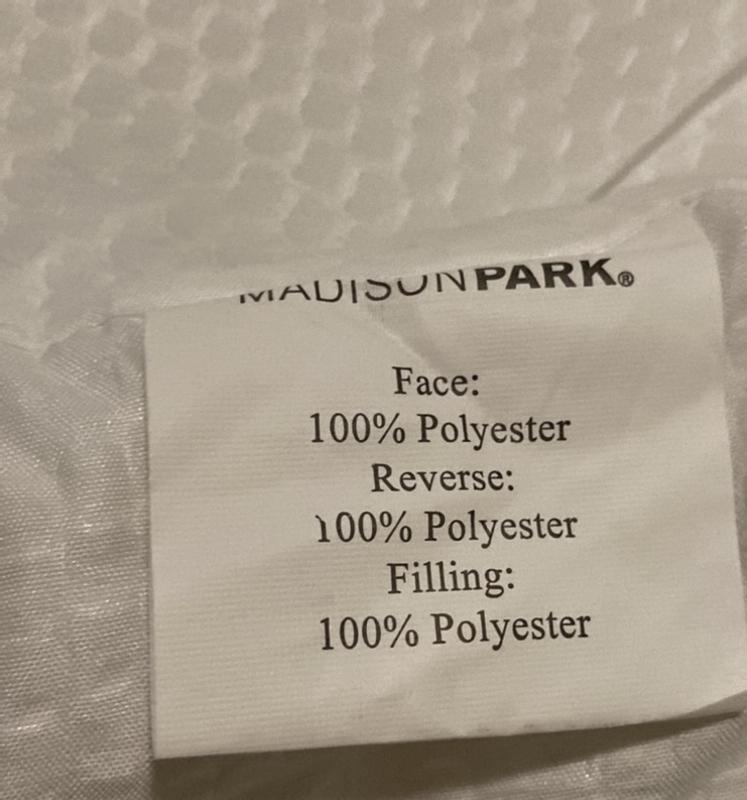 MADISONPARK®
Face:
100% Polyester
Reverse:
100% Polyester
Filling:
100% Polyester